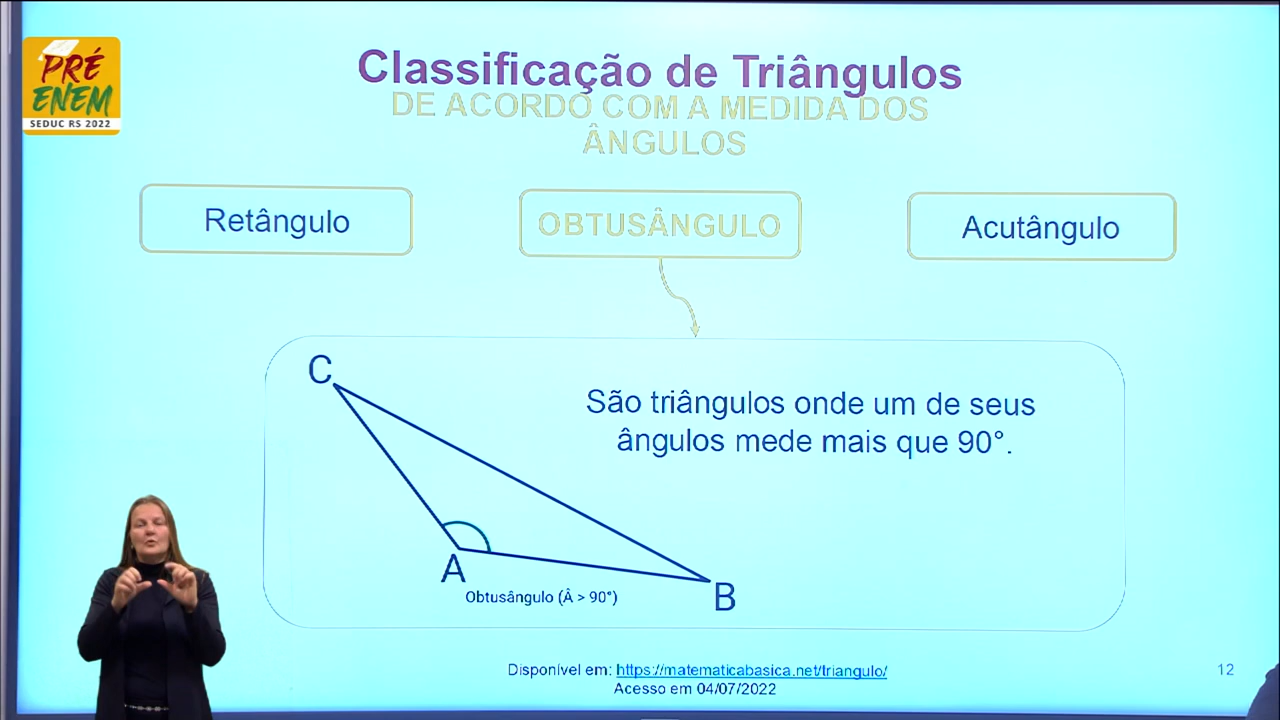 PRÉ
ENEM
SEDUC RS 2022
Classificação de Triângulos
DE ACORDO COM A MEDIDA DOS
ÂNGULOS
Retângulo
OBTUSÂNGULO
Acutângulo
C
São triângulos onde um de seus
ângulos mede mais que 90°.
A
B
Obtusângulo (Â > 90°)
Disponível em: https://matematicabasica.net/triangulo/
Acesso em 04/07/2022
12